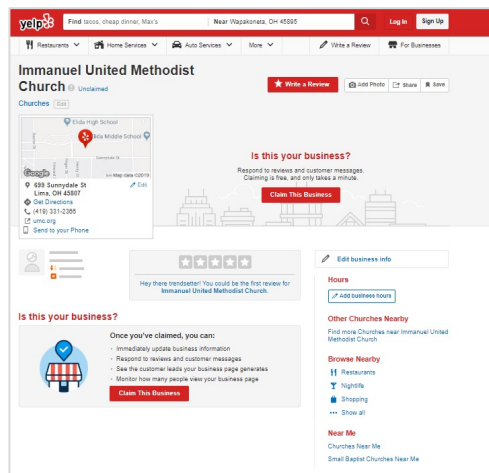 yelp
Find tacos, cheap dinner, Max's
Near Wapakoneta, OH 45895
Log In
Sign Up
Restaurants
Home Services
Auto Services
More
Write a Review
For Businesses
Immanuel United Methodist
Church
Unclaimed
Churches
Edit
Write a Review
Add Photo
Share
Save
Elida High School
Elida Middle School
Sunnydale St
Google
Map data ©2019
699 Sunnydale St
Lima, OH 45807
Edit
Get Directions
(419) 331-2366
umc.org
Send to your Phone
Is this your business?
Respond to reviews and customer messages.
Claiming is free, and only takes a minute.
Claim This Business
Hey there trendsetter! You could be the first review for
Immanuel United Methodist Church.
Edit business info
Hours
Add business hours
Other Churches Nearby
Find more Churches near Immanuel United
Methodist Church
Browse Nearby
Restaurants
Nightlife
Shopping
Show all
Near Me
Churches Near Me
Small Baptist Churches Near Me
Is this your business?
Once you've claimed, you can:
· Immediately update business information
· Respond to reviews and customer messages
· See the customer leads your business page generates
· Monitor how many people view your business page
Claim This Business